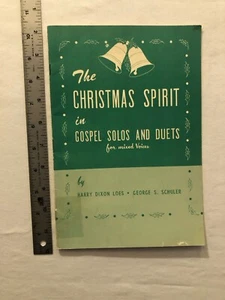 The
CHRISTMAS SPIRIT
in
GOSPEL SOLOS AND DUETS
for mixed Voices
by
HARRY DIXON LOES • GEORGE S. SCHULER